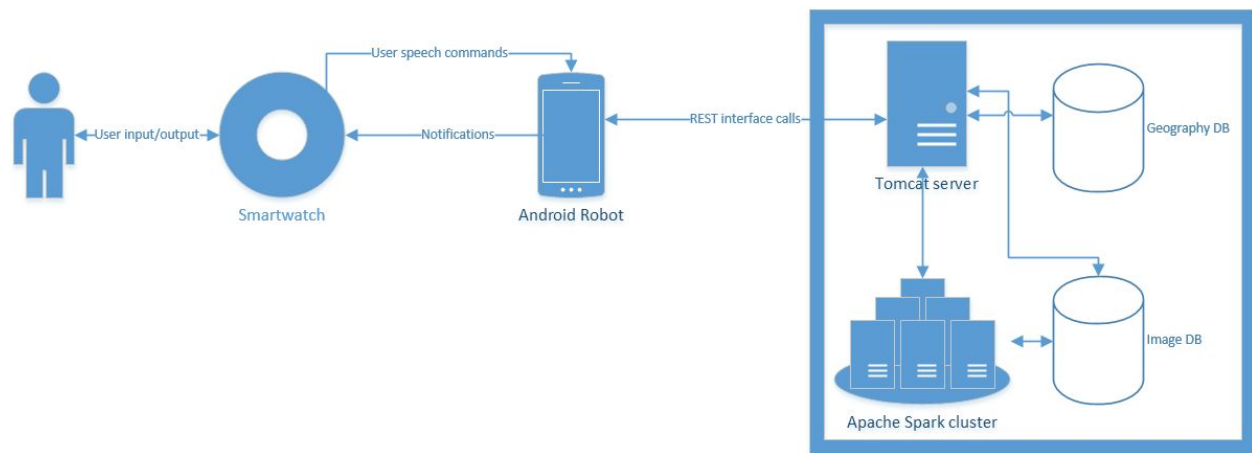 User speech commands
User input/output
Notifications
REST interface calls
Geography DB
Tomcat server
Smartwatch
Android Robot
Image DB
Apache Spark cluster